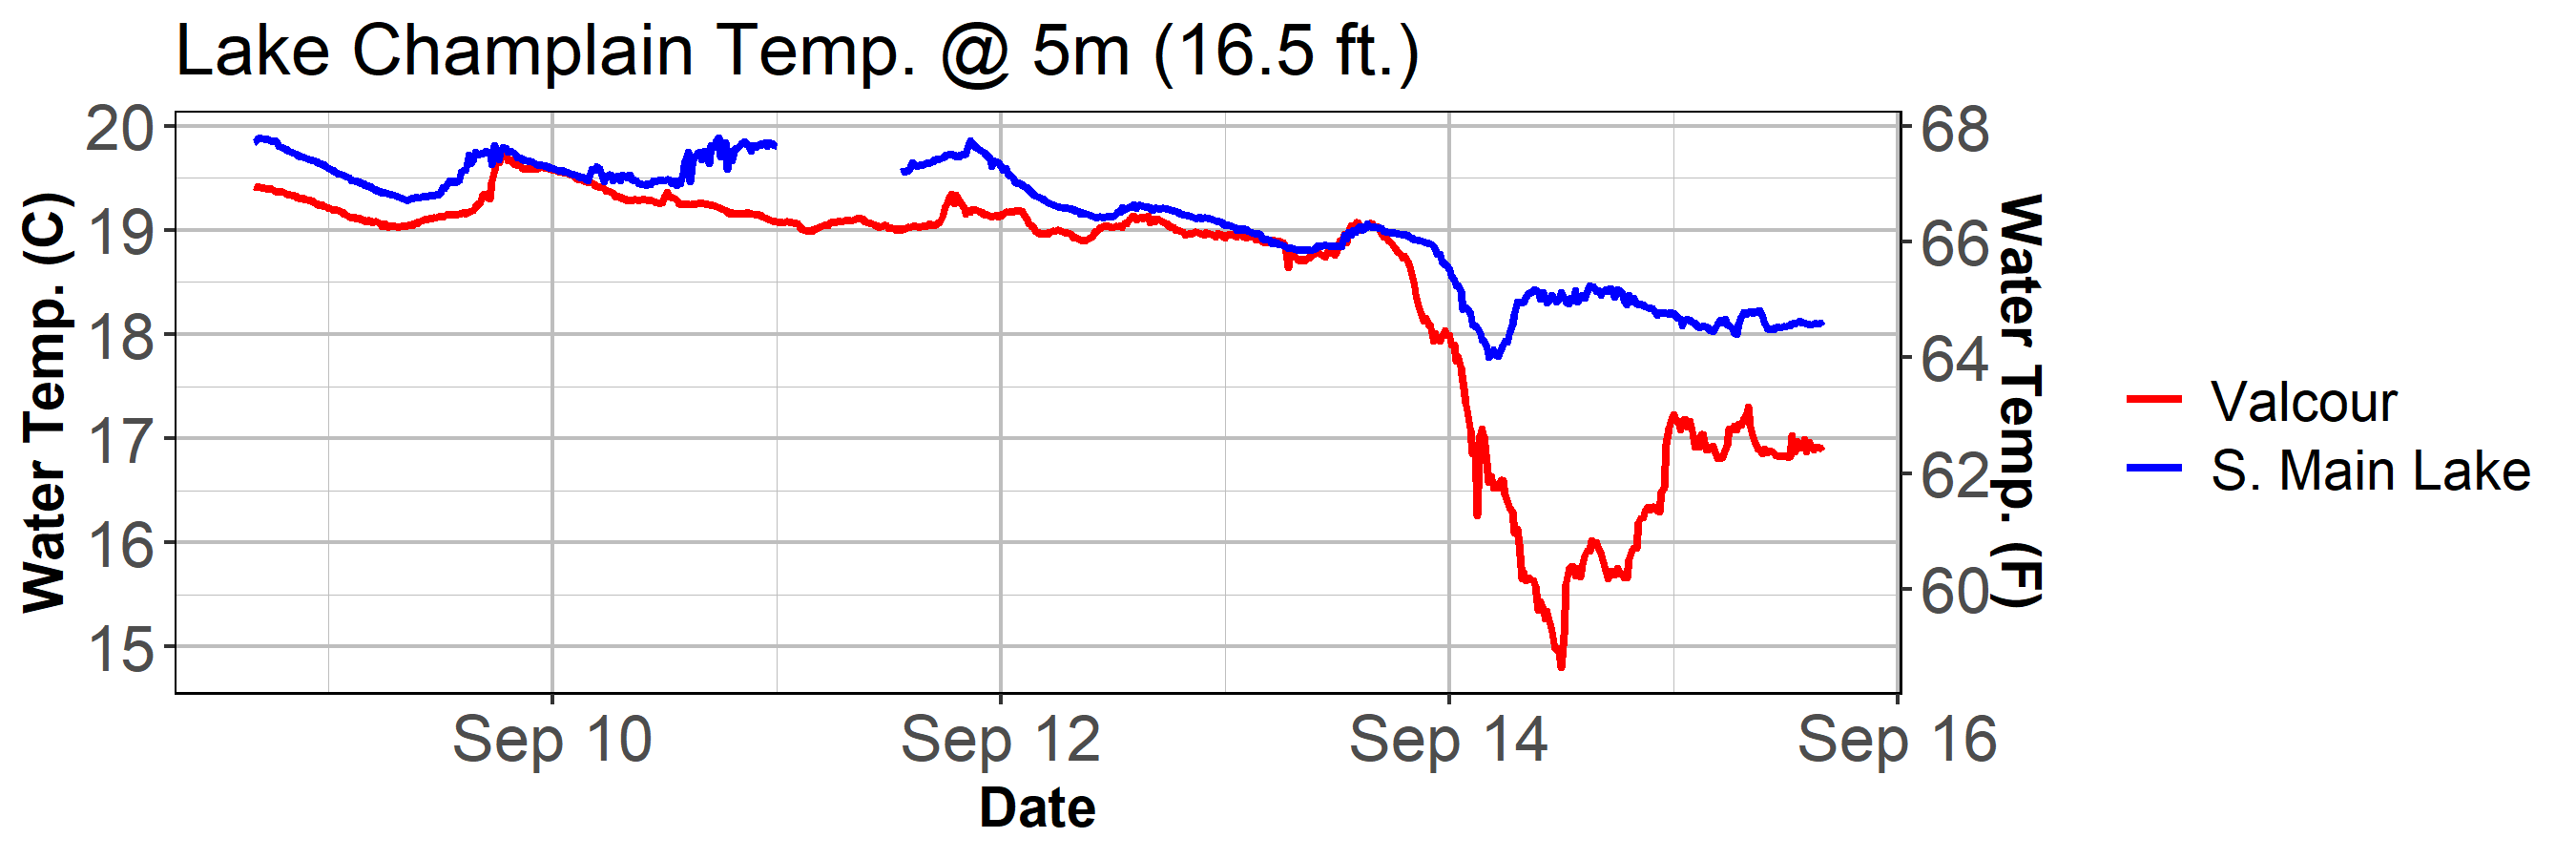 Lake Champlain Temp. @ 5m (16.5 ft.)
20
19
18
17
16
15
Water Temp. (C)
68
66
64
62
60
Water Temp. (F)
Sep 10
Sep 12
Sep 14
Sep 16
Date
Valcour
S. Main Lake